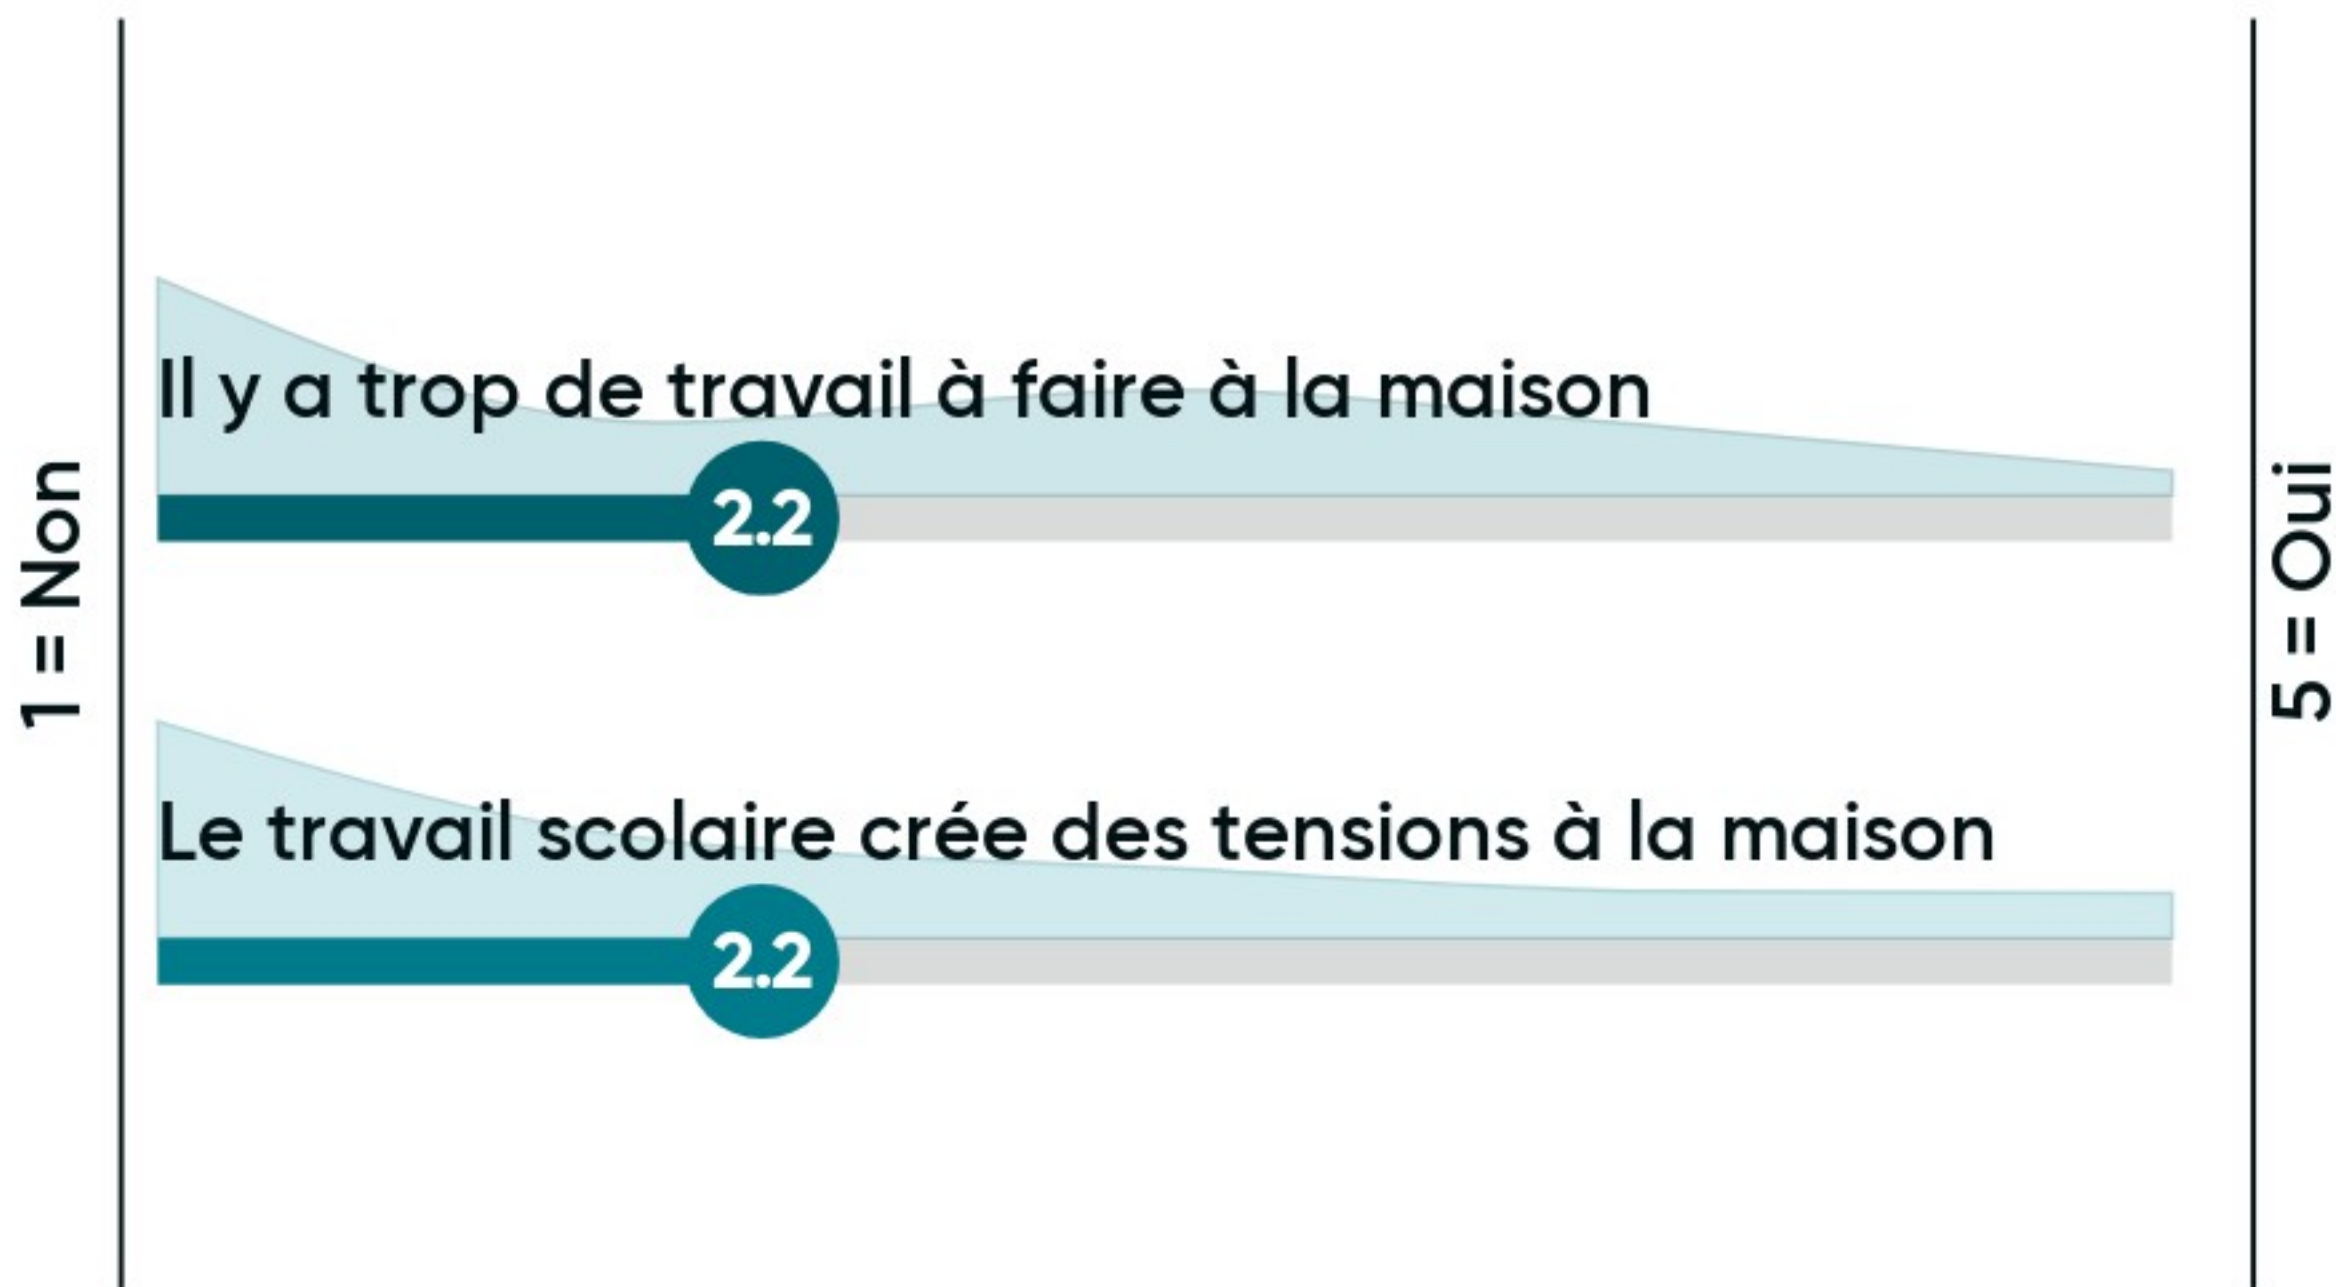 1 = Non
Il y a trop de travail à faire à la maison
2.2
Le travail scolaire crée des tensions à la maison
2.2
5 = Oui